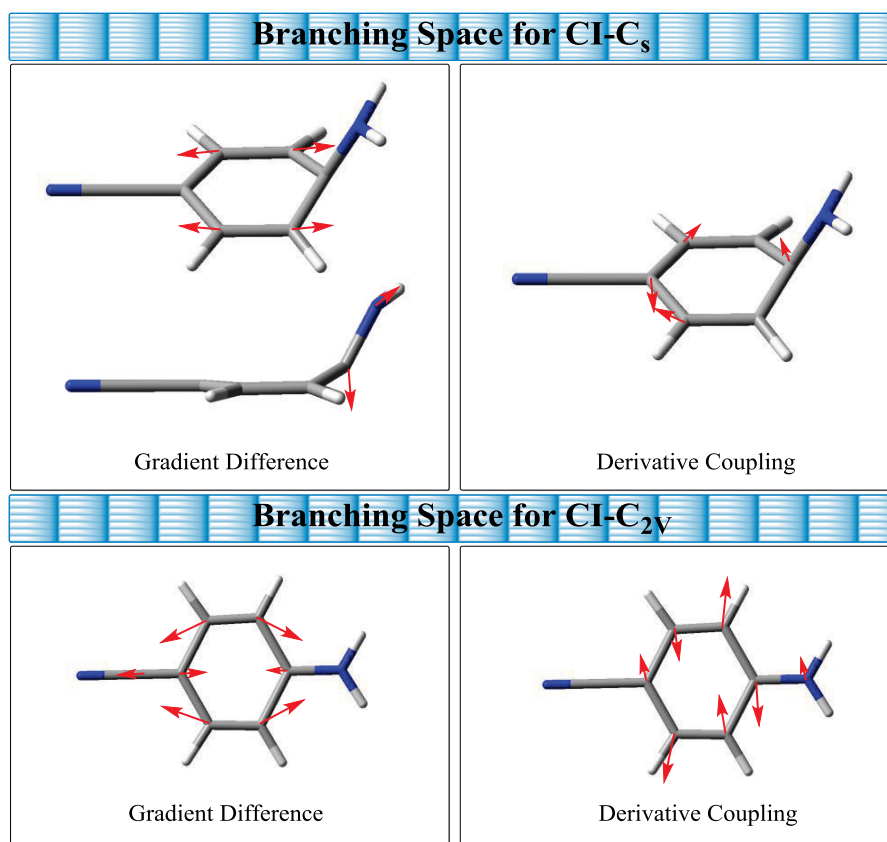 Branching Space for CI-Cₛ
Gradient Difference
Derivative Coupling
Branching Space for CI-C₂ᵥ
Gradient Difference
Derivative Coupling